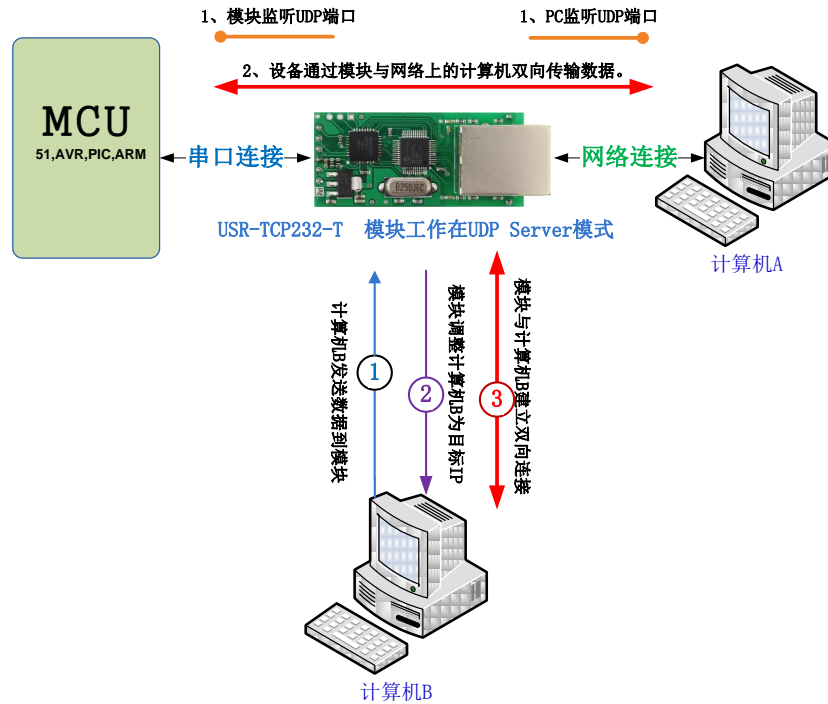 1、模块监听UDP端口
1、PC监听UDP端口
2、设备通过模块与网络上的计算机双向传输数据。
MCU
51,AVR,PIC,ARM
串口连接
网络连接
B250J6C
USR-TCP232-T 模块工作在UDP Server模式
计算机A
计算机B发送数据到模块
1
模块调整计算机B为目标IP
2
模块与计算机B建立双向连接
3
计算机B